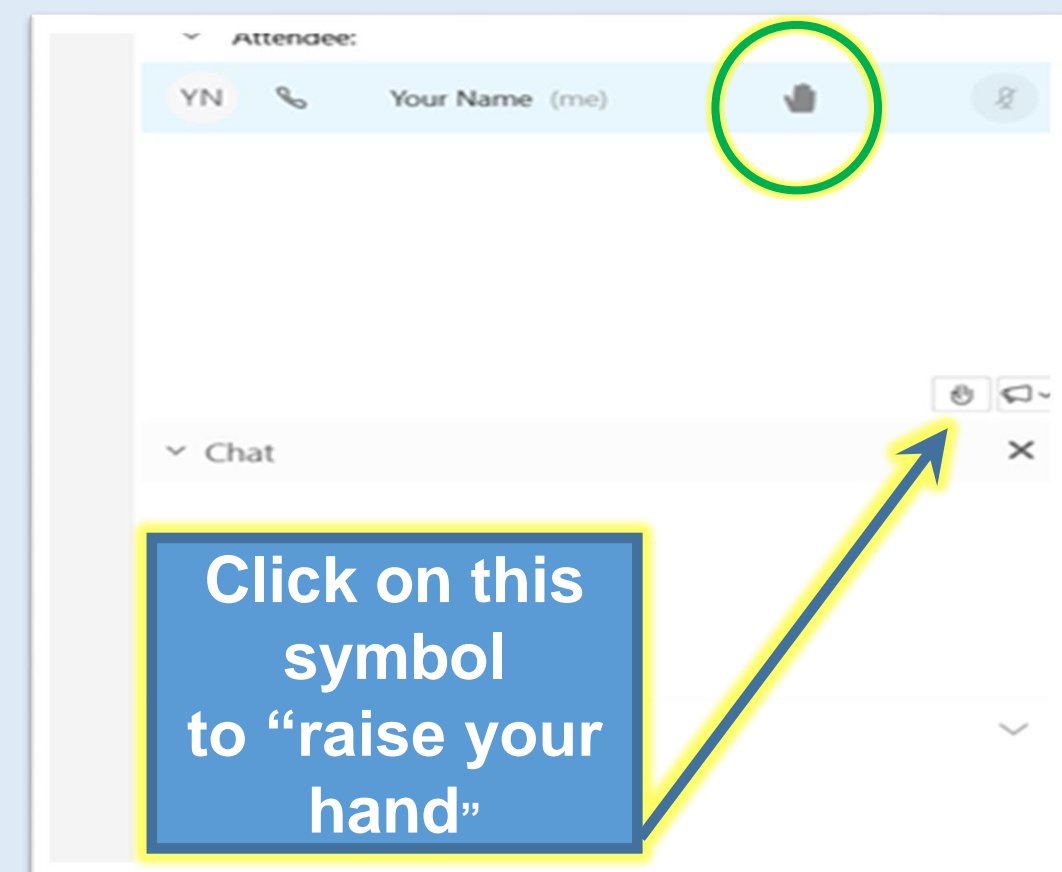 Attendee:
YN Your Name (me)
Chat
Click on this
symbol
to “raise your
hand”